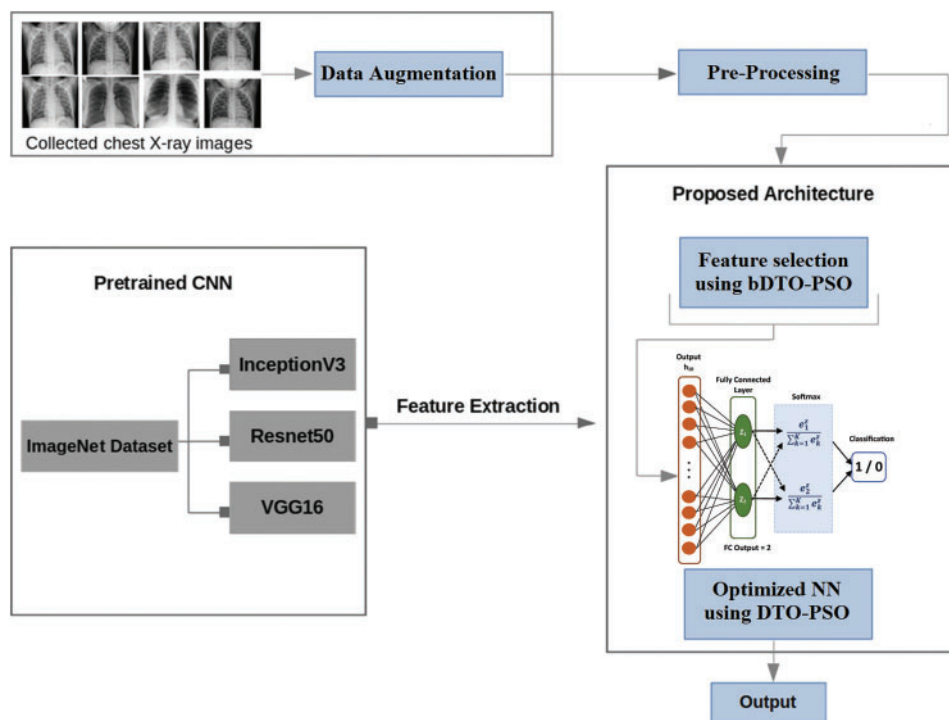 Collected chest X-ray images
Data Augmentation
Pre-Processing
Pretrained CNN
ImageNet Dataset
InceptionV3
Resnet50
VGG16
Feature Extraction
Proposed Architecture
Feature selection
using bDTO-PSO
Output
Fully Connected
Layer
Z₁
FC Output = 2
Softmax
Classification
1 / 0
Optimized NN
using DTO-PSO
Output